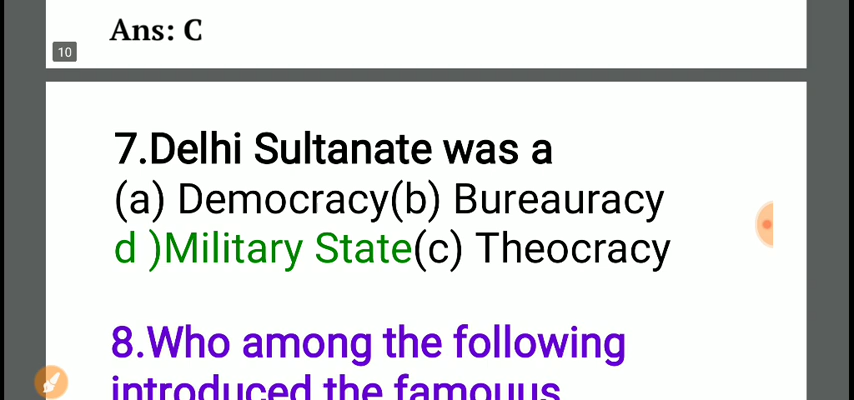 Ans: C
10
7.Delhi Sultanate was a
(a) Democracy(b) Bureauracy
d )Military State(c) Theocracy
8.Who among the following
introduced the famouus